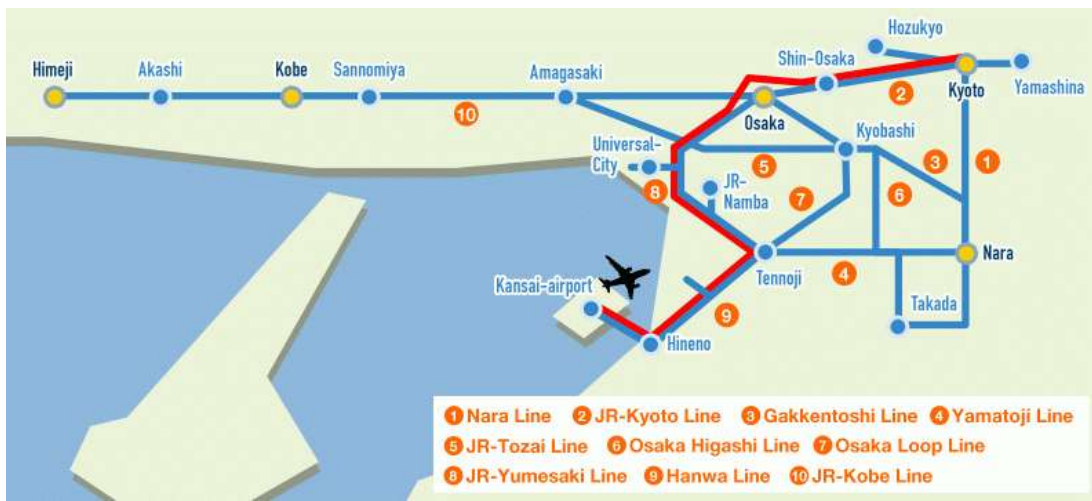 Hozukyo
Shin-Osaka
Himeji
Akashi
Kobe
Sannomiya
Amagasaki
Kyoto
Yamashina
2
10
Osaka
Kyobashi
Universal-
City
5
3
1
JR-
Namba
8
7
6
Nara
Tennoji
4
Kansai-airport
Takada
9
Hineno
1 Nara Line 2 JR-Kyoto Line 3 Gakkentoshi Line 4 Yamatoji Line
5 JR-Tozai Line 6 Osaka Higashi Line 7 Osaka Loop Line
8 JR-Yumesaki Line 9 Hanwa Line 10 JR-Kobe Line